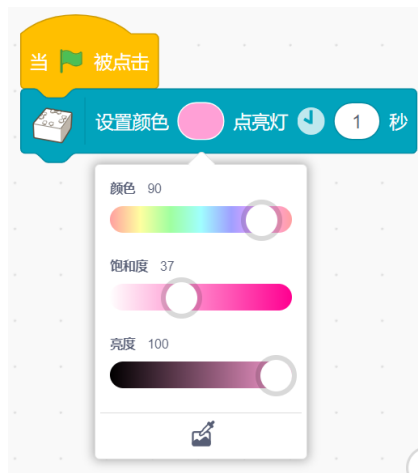 当 被点击
设置颜色 点亮灯 1 秒
颜色 90
饱和度 37
亮度 100